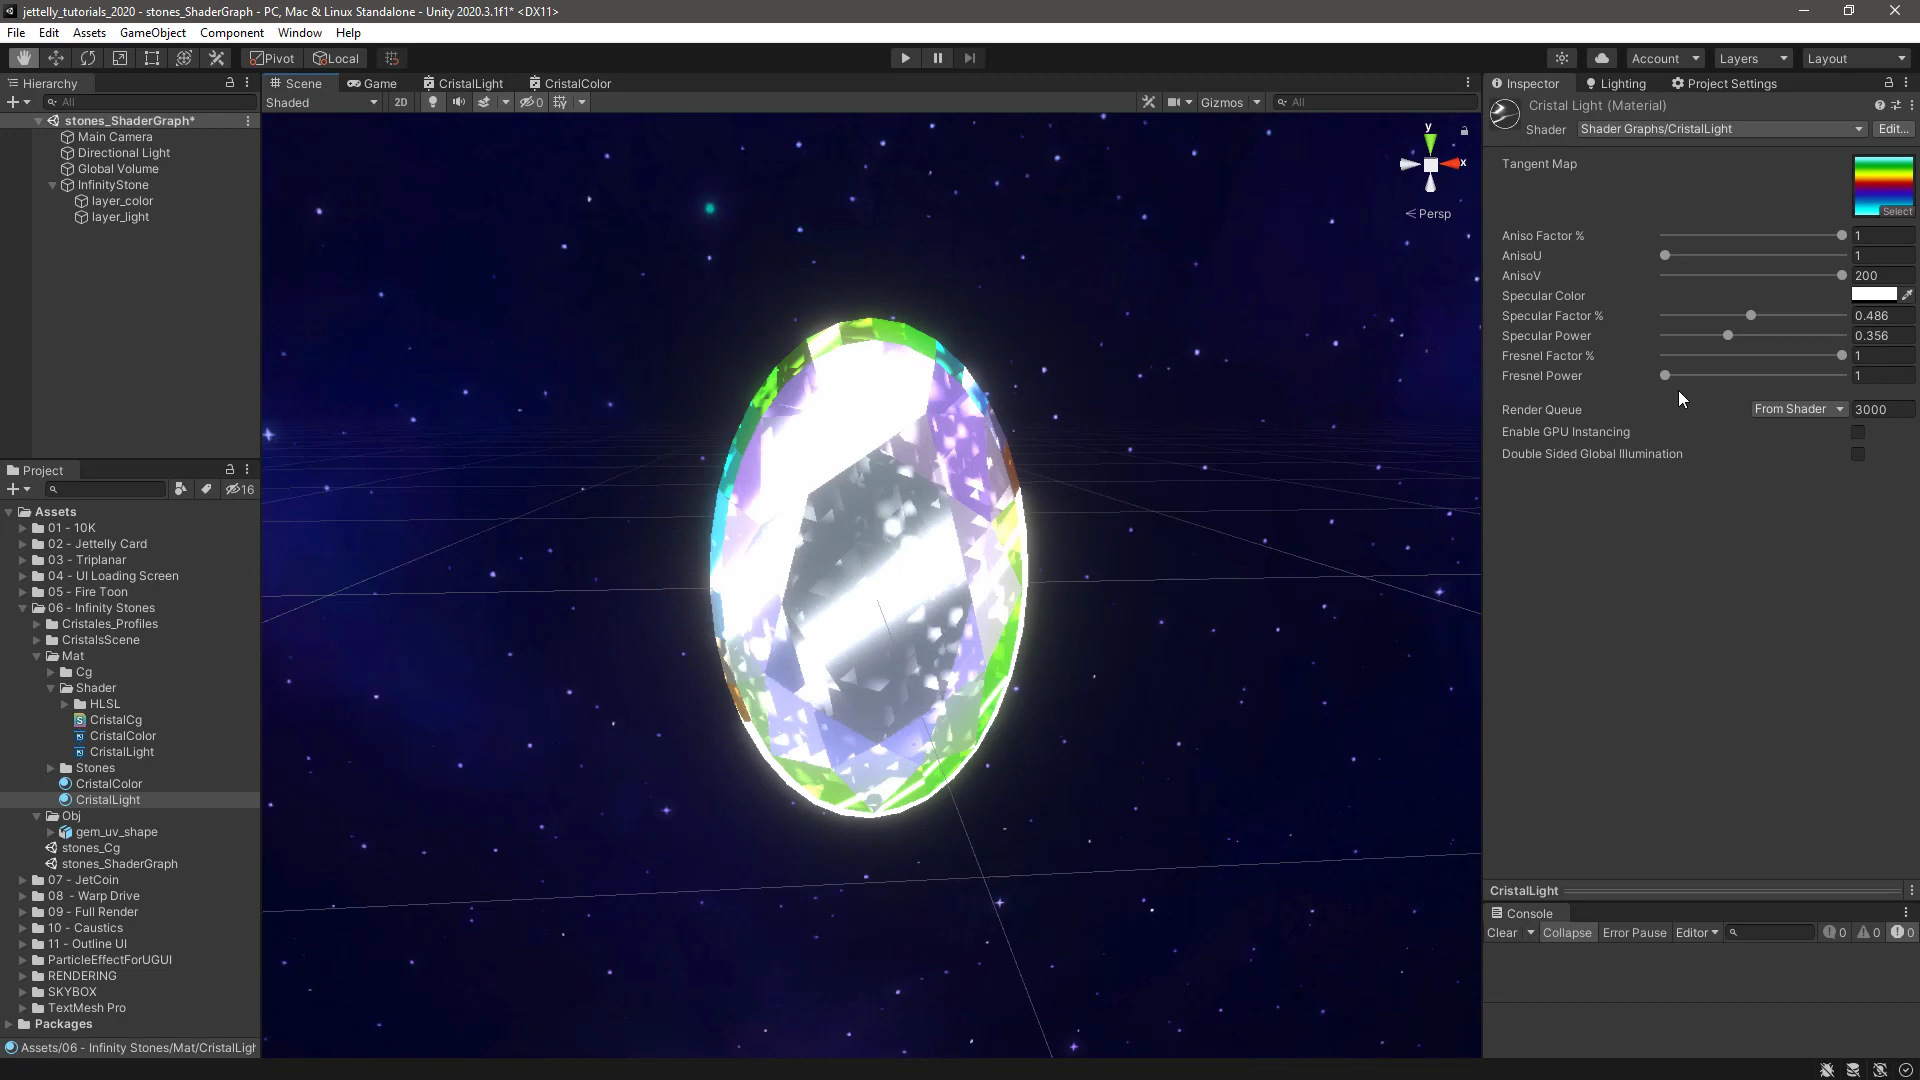 jettelly_tutorials_2020 - stones_ShaderGraph - PC, Mac & Linux Standalone - Unity 2020.3.1f1* <DX11>
File Edit Assets GameObject Component Window Help
Pivot Local
Account Layers Layout
Hierarchy
All
stones_ShaderGraph*
Main Camera
Directional Light
Global Volume
InfinityStone
layer_color
layer_light
Project
16
Assets
01 - 10K
02 - Jettelly Card
03 - Triplanar
04 - UI Loading Screen
05 - Fire Toon
06 - Infinity Stones
Cristales_Profiles
CristalsScene
Mat
Cg
Shader
HLSL
CristalCg
CristalColor
CristalLight
Stones
CristalColor
CristalLight
Obj
gem_uv_shape
stones_Cg
stones_ShaderGraph
07 - JetCoin
08 - Warp Drive
09 - Full Render
10 - Caustics
11 - Outline UI
ParticleEffectForUGUI
RENDERING
SKYBOX
TextMesh Pro
Packages
Assets/06 - Infinity Stones/Mat/CristalLigh
Scene Game CristalLight CristalColor
Shaded 2D 0 Gizmos All
y
x
Persp
Inspector Lighting Project Settings
Cristal Light (Material)
Shader Shader Graphs/CristalLight Edit...
Tangent Map
Select
Aniso Factor % 1
AnisoU 1
AnisoV 200
Specular Color
Specular Factor % 0.486
Specular Power 0.356
Fresnel Factor % 1
Fresnel Power 1
Render Queue From Shader 3000
Enable GPU Instancing
Double Sided Global Illumination
CristalLight
Console
Clear Collapse Error Pause Editor 0 0 0